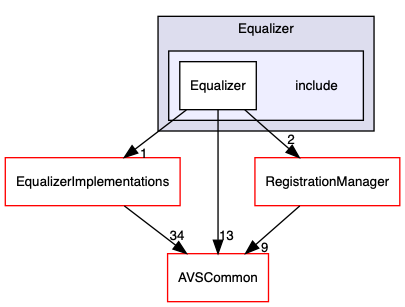 Equalizer
Equalizer
include
1
2
EqualizerImplementations
RegistrationManager
34
13
9
AVSCommon